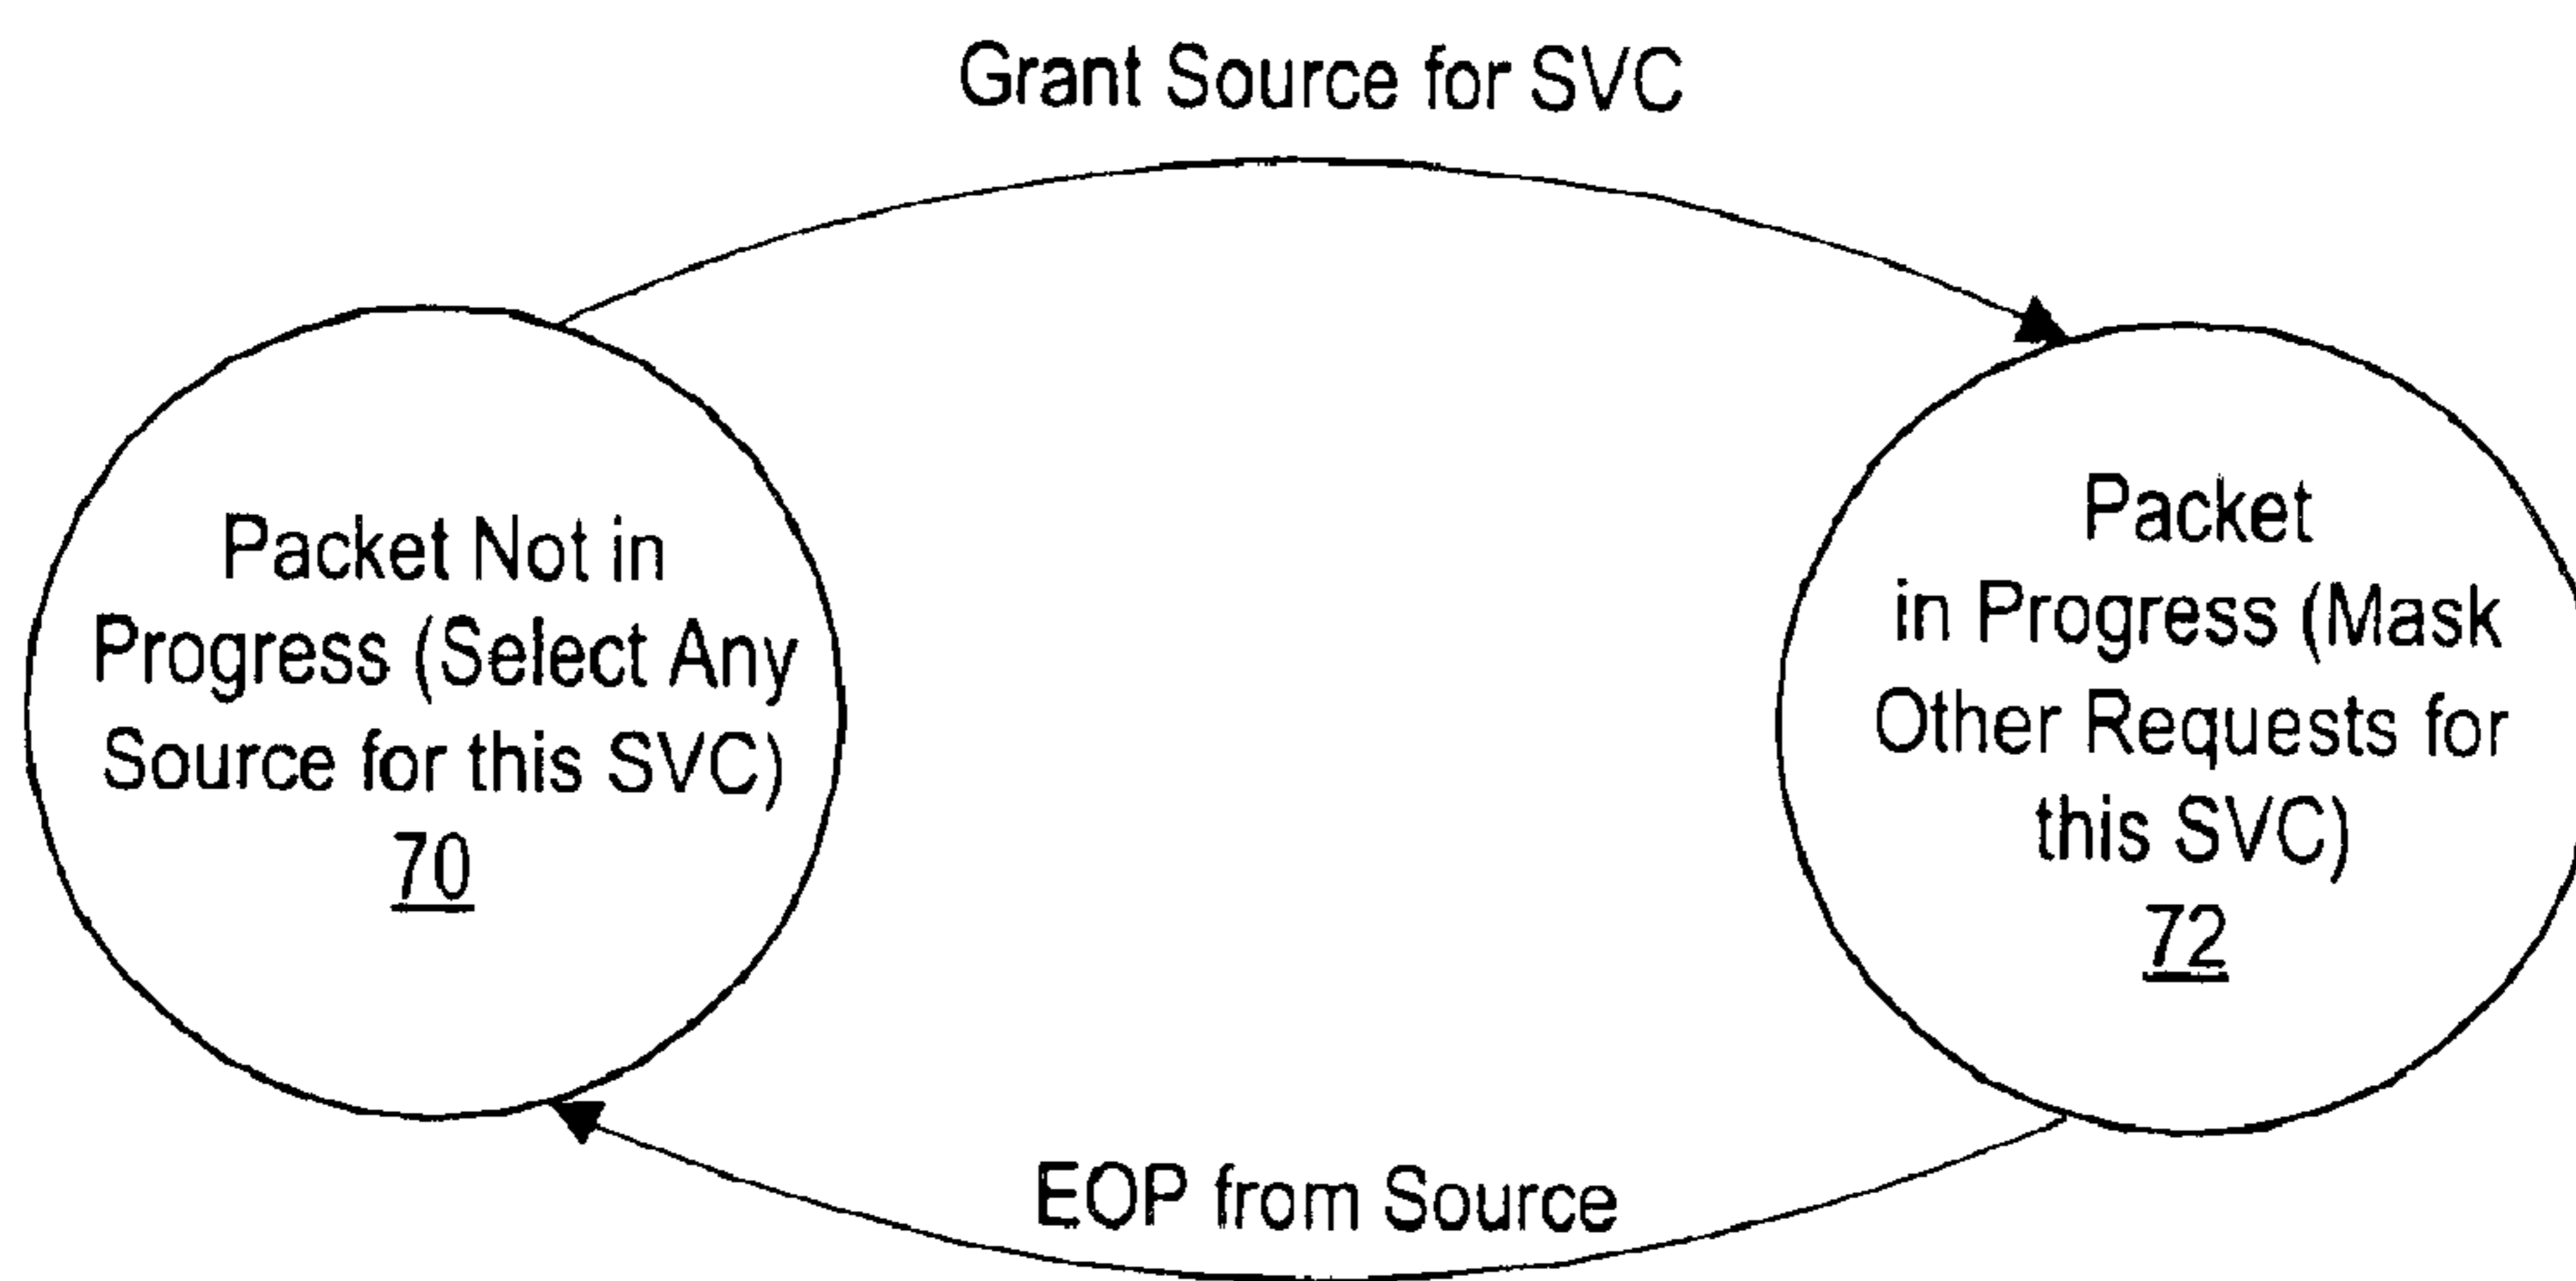 Grant Source for SVC
Packet Not in
Progress (Select Any
Source for this SVC)
70
Packet
in Progress (Mask
Other Requests for
this SVC)
72
EOP from Source